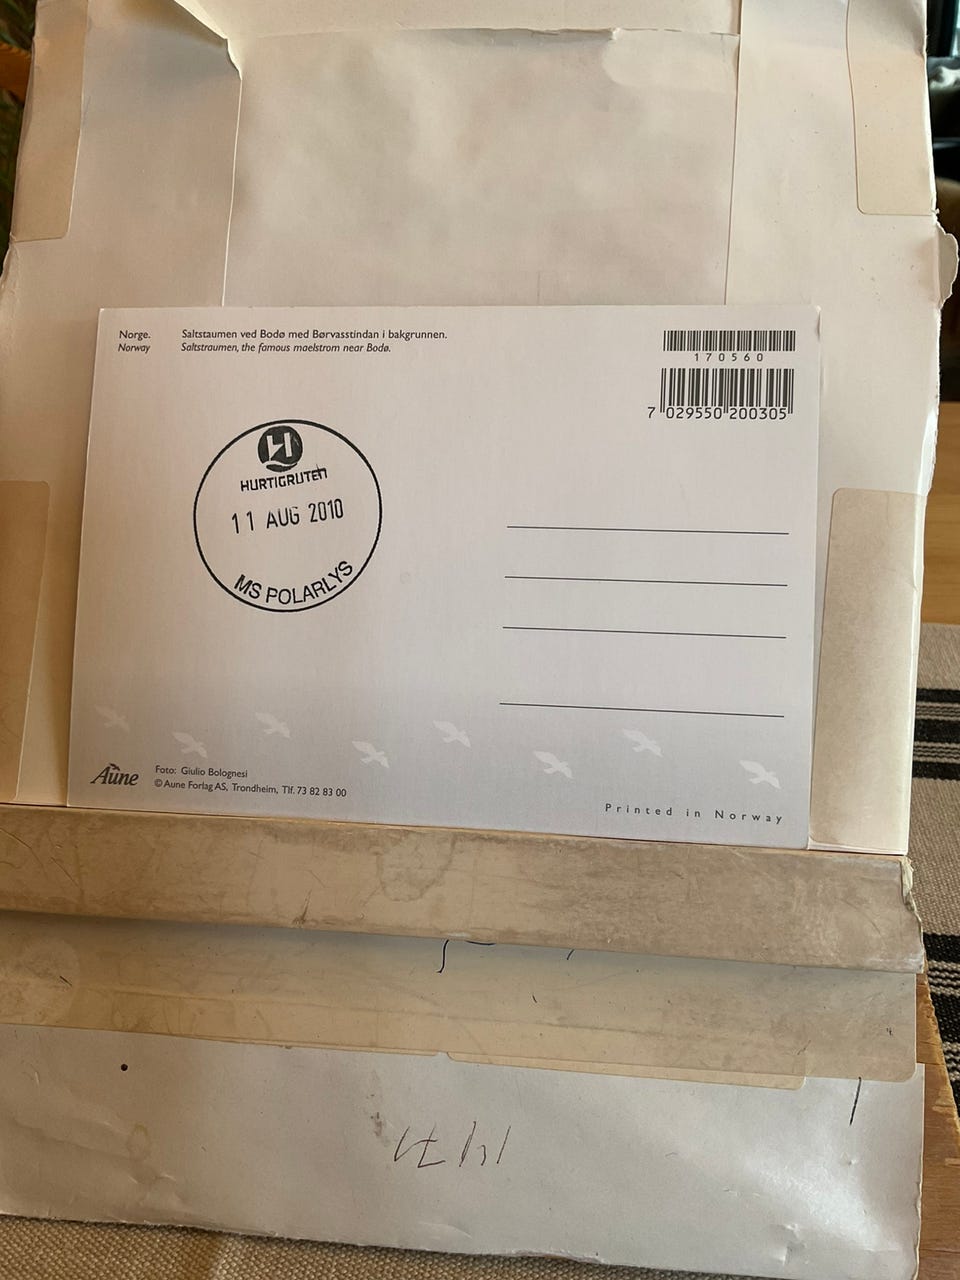 Norge. Saltstaumen ved Bodø med Børvasstindan i bakgrunnen.
Norway Saltstraumen, the famous maelstrom near Bodø.
170560
7 029550 200305
H
HURTIGRUTEN
11 AUG 2010
MS POLARLYS
Aune
Foto: Giulio Bolognesi
© Aune Forlag AS, Trondheim, Tlf. 73 82 83 00
Printed in Norway